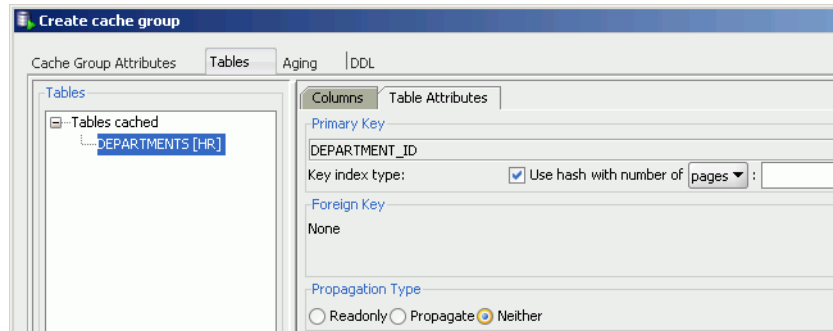 Create cache group
Cache Group Attributes Tables Aging DDL
Tables
Tables cached
DEPARTMENTS [HR]
Columns Table Attributes
Primary Key
DEPARTMENT_ID
Key index type: Use hash with number of pages :
Foreign Key
None
Propagation Type
Readonly Propagate Neither